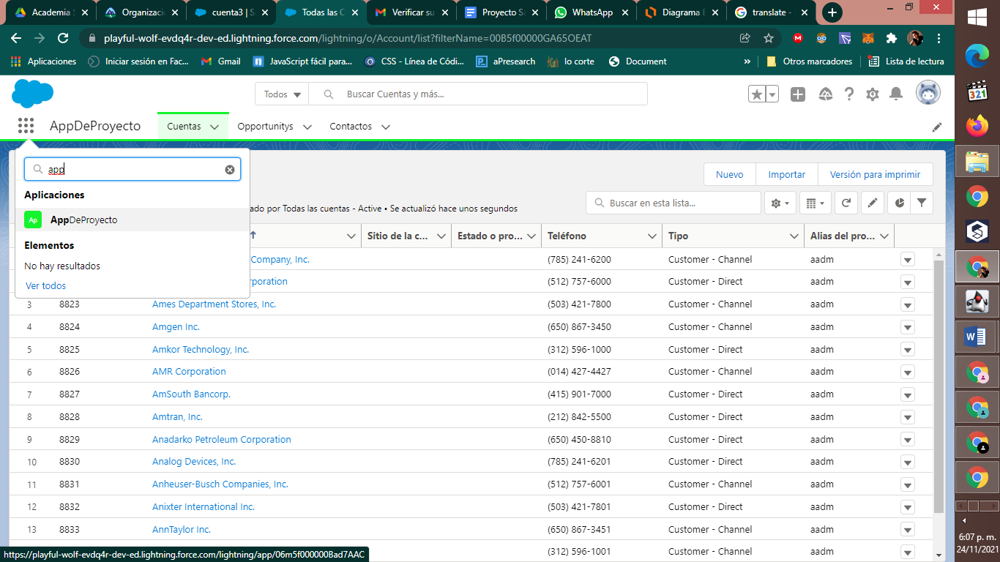 Academia S
Organizaci
cuenta3 | S
Todas las C
Verificar su
Proyecto Sa
WhatsApp
Diagrama E
translate -
playful-wolf-evdq4r-dev-ed.lightning.force.com/lightning/o/Account/list?filterName=00B5f00000GA65OEAT
Aplicaciones
Iniciar sesión en Fac...
Gmail
JavaScript fácil para...
CSS - Línea de Códi...
aPresearch
lo corte
Document
»
Otros marcadores
Lista de lectura
Todos
Buscar Cuentas y más...
AppDeProyecto
Cuentas
Opportunitys
Contactos
app
Aplicaciones
Ap
AppDeProyecto
Elementos
No hay resultados
Ver todos
Nuevo
Importar
Versión para imprimir
ado por Todas las cuentas - Active • Se actualizó hace unos segundos
Buscar en esta lista...
Sitio de la c...
Estado o pro...
Teléfono
Tipo
Alias del pro...
Company, Inc. (785) 241-6200 Customer - Channel aadm
rporation (512) 757-6000 Customer - Direct aadm
3 8823 Ames Department Stores, Inc. (503) 421-7800 Customer - Channel aadm
4 8824 Amgen Inc. (650) 867-3450 Customer - Channel aadm
5 8825 Amkor Technology, Inc. (312) 596-1000 Customer - Direct aadm
6 8826 AMR Corporation (014) 427-4427 Customer - Channel aadm
7 8827 AmSouth Bancorp. (415) 901-7000 Customer - Direct aadm
8 8828 Amtran, Inc. (212) 842-5500 Customer - Direct aadm
9 8829 Anadarko Petroleum Corporation (650) 450-8810 Customer - Direct aadm
10 8830 Analog Devices, Inc. (785) 241-6201 Customer - Direct aadm
11 8831 Anheuser-Busch Companies, Inc. (512) 757-6001 Customer - Channel aadm
12 8832 Anixter International Inc. (503) 421-7801 Customer - Direct aadm
13 8833 AnnTaylor Inc. (650) 867-3451 Customer - Channel aadm
(312) 596-1001 Customer - Channel aadm
https://playful-wolf-evdq4r-dev-ed.lightning.force.com/lightning/app/06m5f000000Bad7AAC
321
6:07 p. m.
24/11/2021